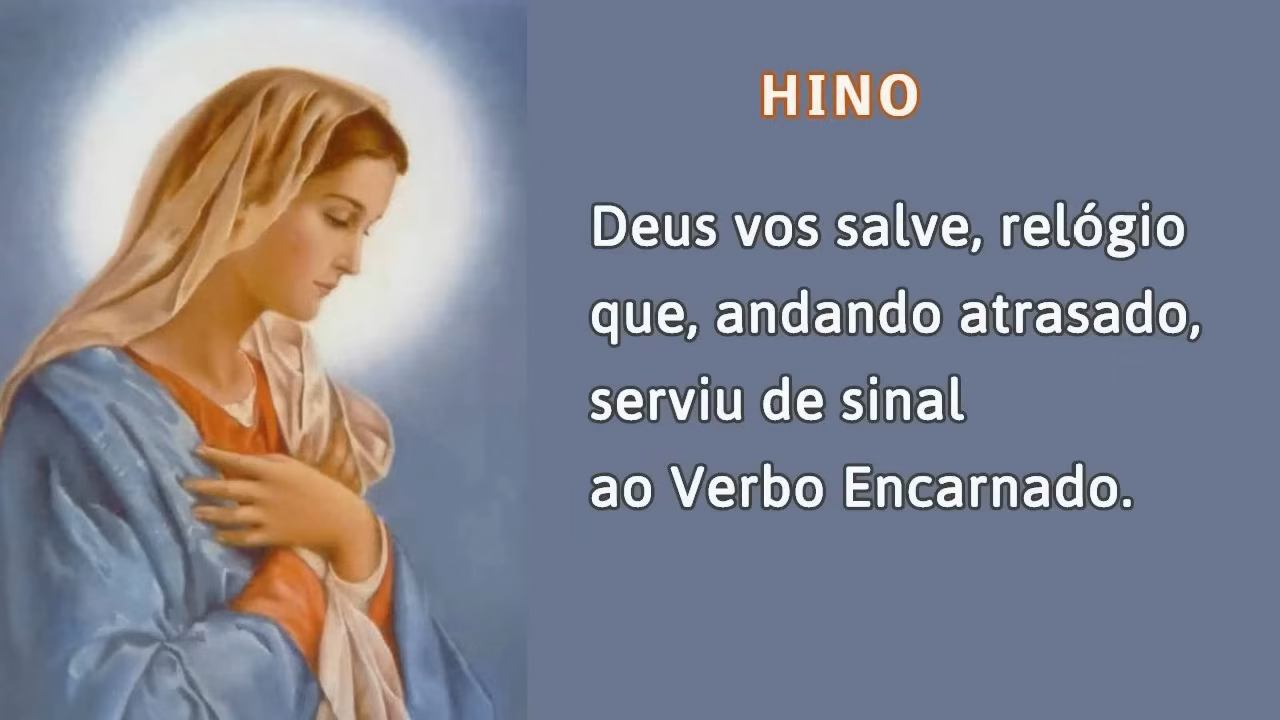 HINO
Deus vos salve, relógio
que, andando atrasado,
serviu de sinal
ao Verbo Encarnado.